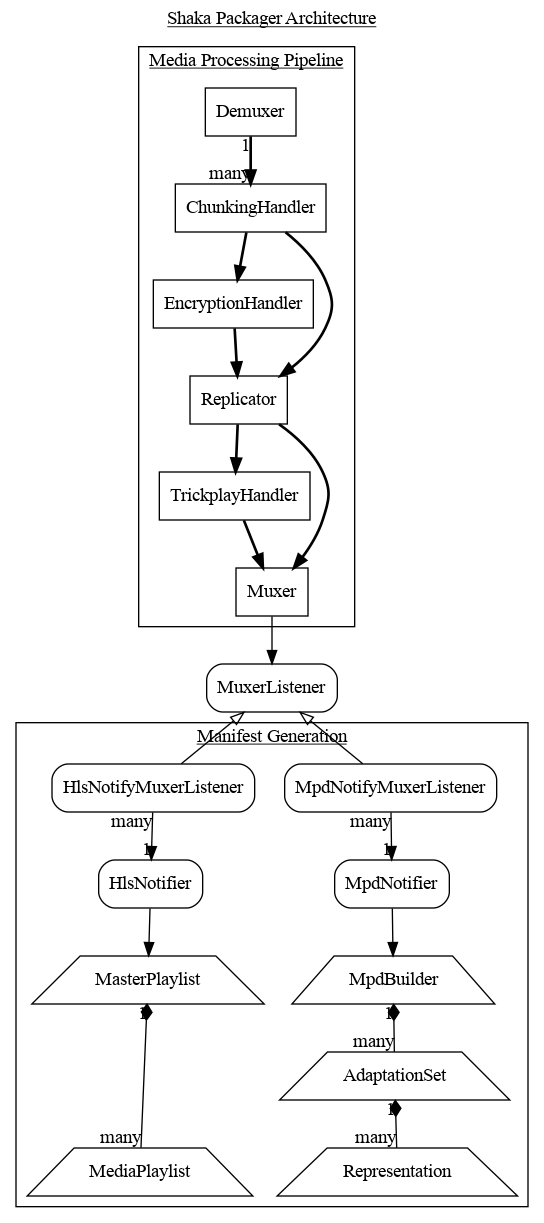 Shaka Packager Architecture
Media Processing Pipeline
Demuxer
1
many
ChunkingHandler
EncryptionHandler
Replicator
TrickplayHandler
Muxer
MuxerListener
Manifest Generation
HlsNotifyMuxerListener
MpdNotifyMuxerListener
many
many
1
1
HlsNotifier
MpdNotifier
MasterPlaylist
MpdBuilder
1
1
many
AdaptationSet
1
many
many
MediaPlaylist
Representation